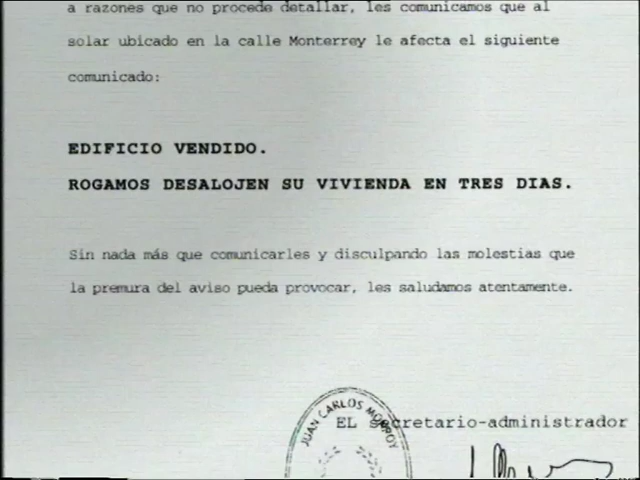 a razones que no procede detallar, les comunicamos que al
solar ubicado en la calle Monterrey le afecta el siguiente
comunicado:
EDIFICIO VENDIDO.
ROGAMOS DESALOJEN SU VIVIENDA EN TRES DIAS.
Sin nada más que comunicarles y disculpando las molestias que
la premura del aviso pueda provocar, les saludamos atentamente.
JUAN CARLOS MONROY
EL secretario-administrador